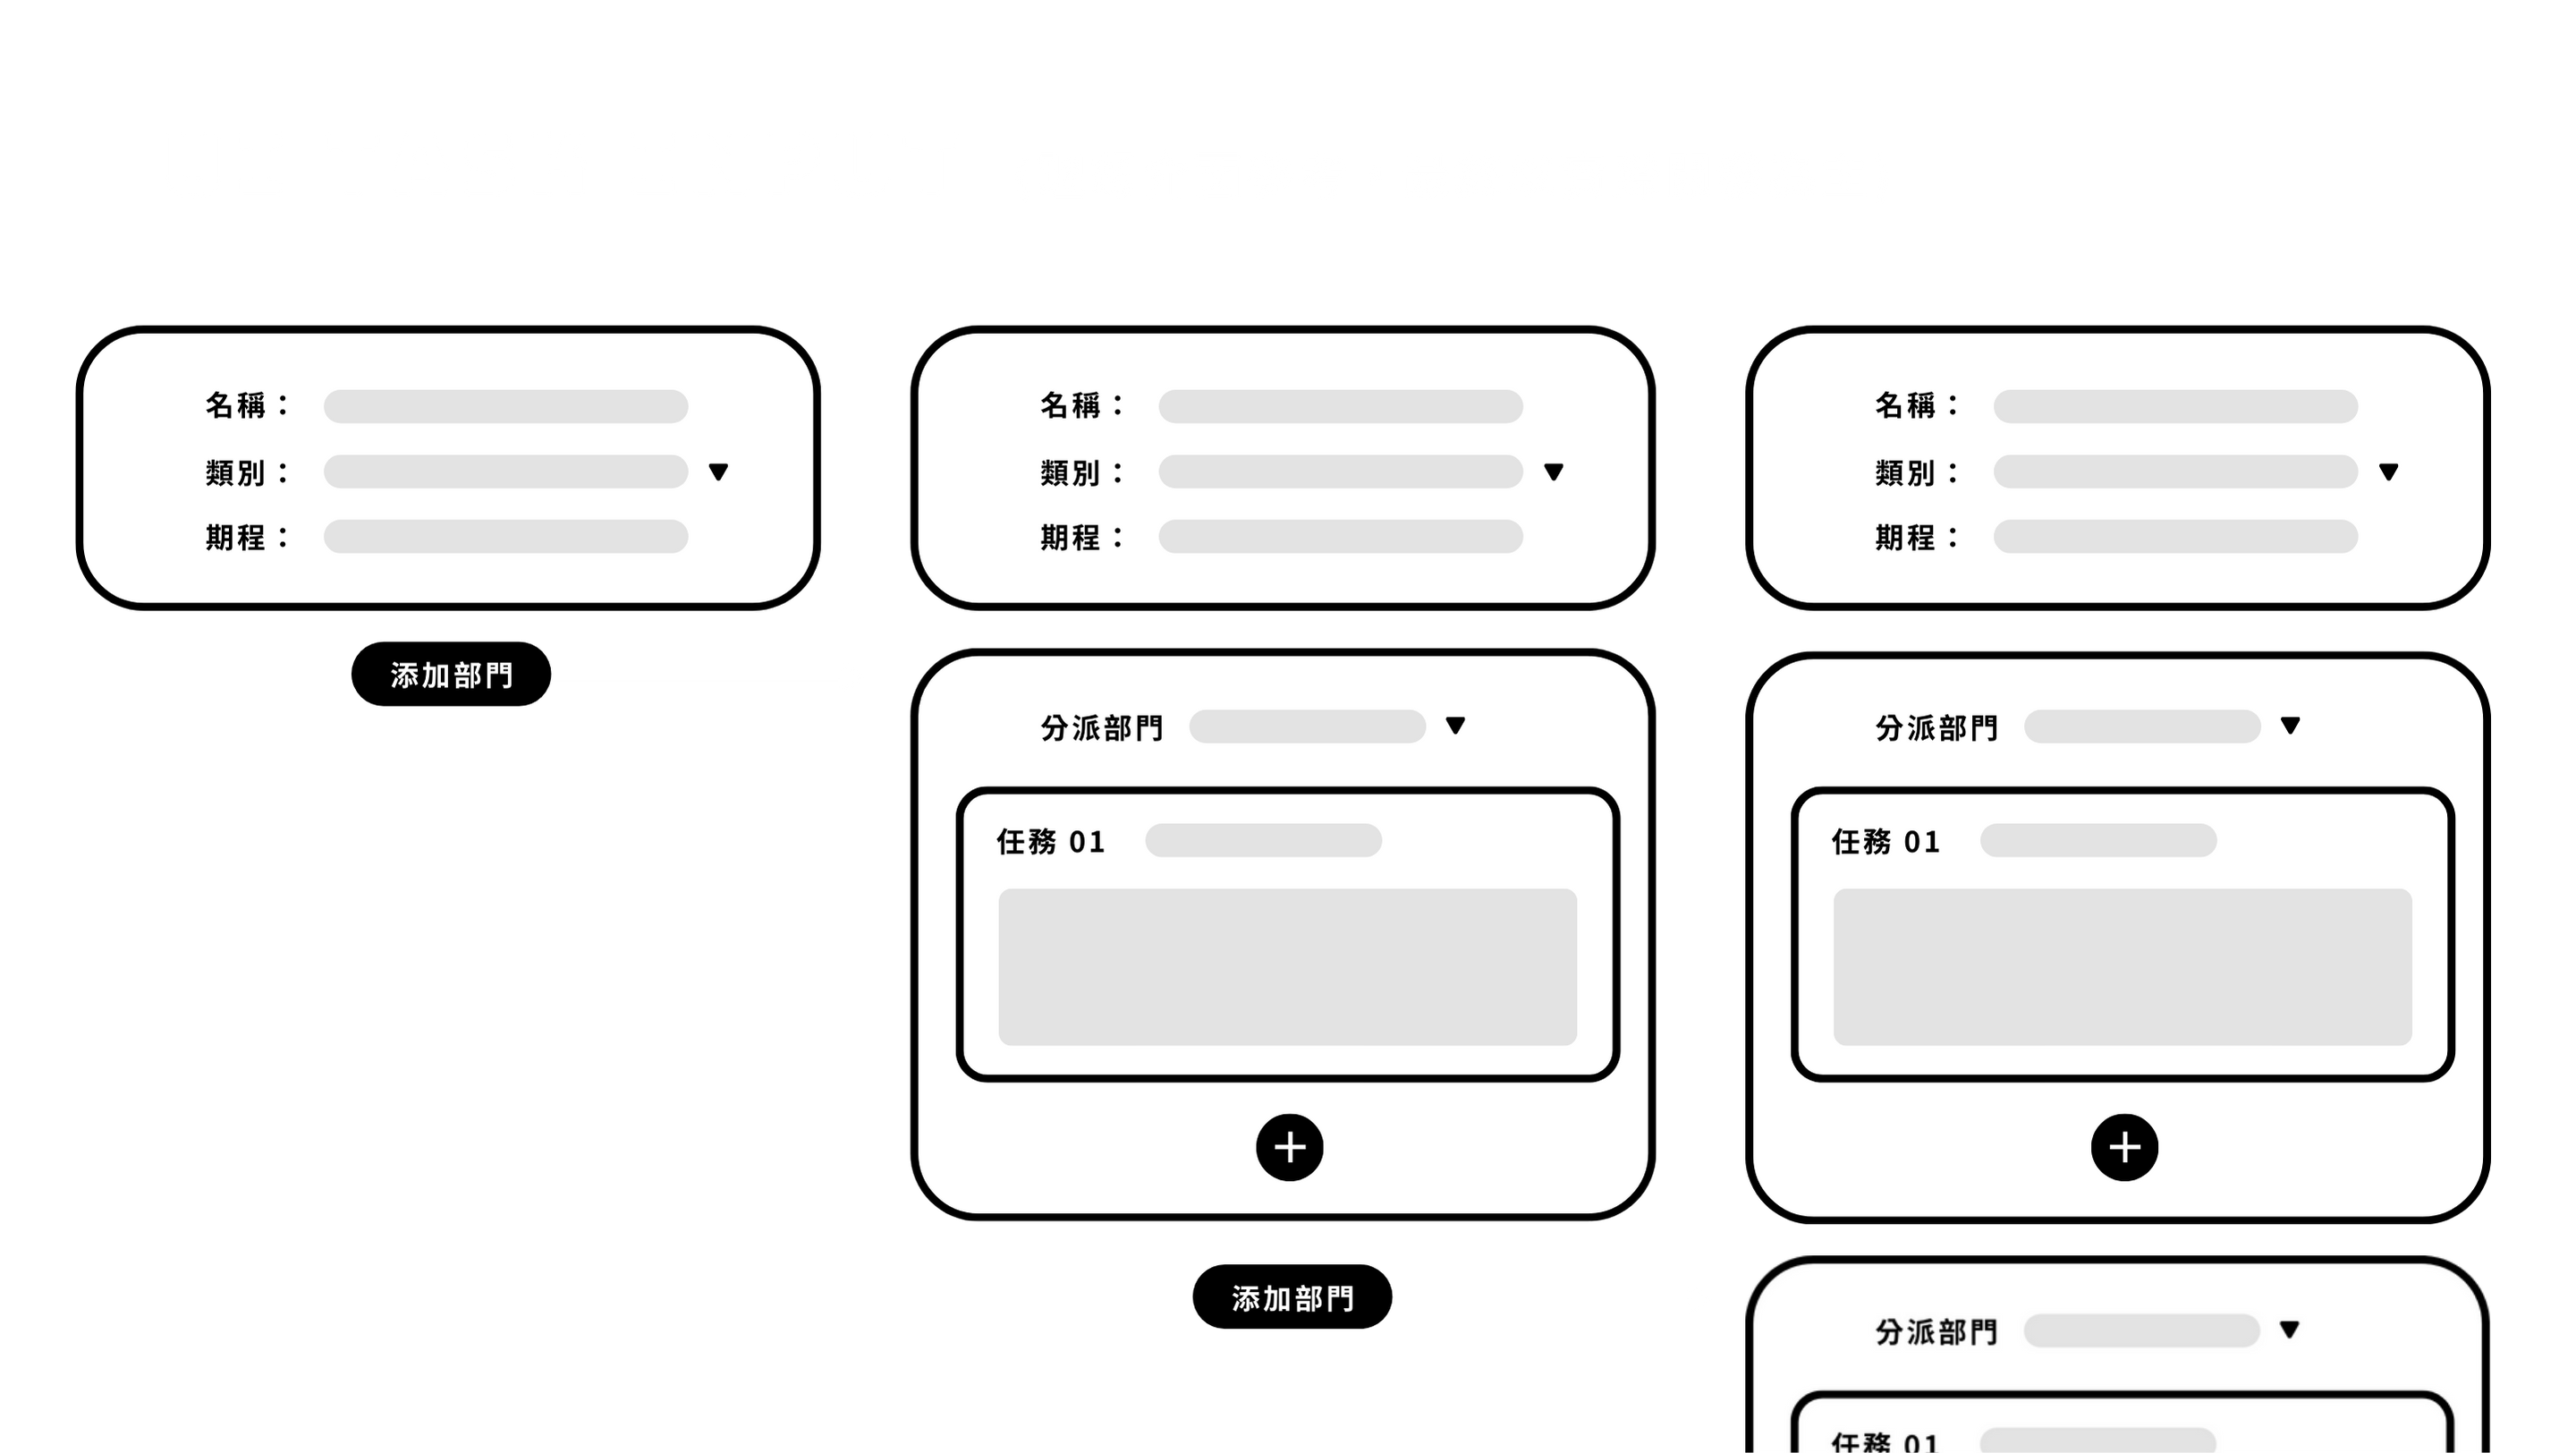 名稱：
類別：
期程：
添加部門
名稱：
類別：
期程：
分派部門
任務 01
添加部門
名稱：
類別：
期程：
分派部門
任務 01
分派部門
任務 01